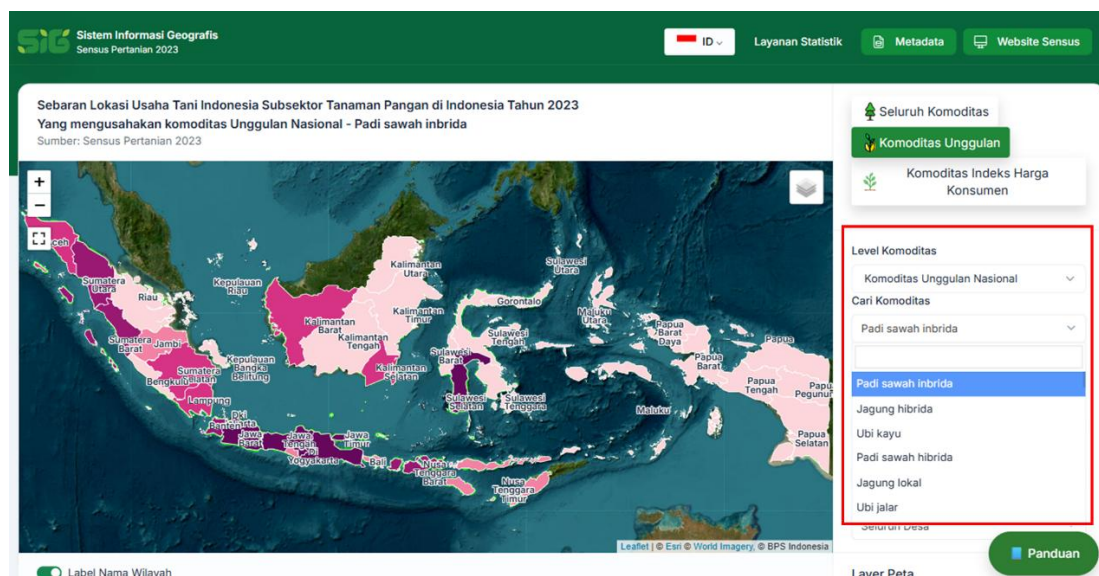 SIG
Sistem Informasi Geografis
Sensus Pertanian 2023
ID
Layanan Statistik
Metadata
Website Sensus
Sebaran Lokasi Usaha Tani Indonesia Subsektor Tanaman Pangan di Indonesia Tahun 2023
Yang mengusahakan komoditas Unggulan Nasional - Padi sawah inbrida
Sumber: Sensus Pertanian 2023
Seluruh Komoditas
Komoditas Unggulan
Komoditas Indeks Harga
Konsumen
+
−
Aceh
Sumatera
Utara
Riau
Kepulauan
Riau
Kalimantan
Utara
Sulawesi
Utara
Gorontalo
Kalimantan
Timur
Maluku
Utara
Kalimantan
Barat
Kalimantan
Tengah
Sulawesi
Tengah
Papua
Barat
Daya
Papua
Sumatera
Barat
Jambi
Kepulauan
Bangka
Belitung
Sumatera
Selatan
Bengkulu
Kalimantan
Selatan
Sulawesi
Barat
Papua
Barat
Papua
Tengah
Papu
Pegunun
Lampung
Sulawesi
Selatan
Sulawesi
Tenggara
Maluku
Dki
Jakarta
Banten
Jawa
Barat
Jawa
Tengah
Jawa
Timur
Di
Yogyakarta
Bali
Nusa
Tenggara
Barat
Nusa
Tenggara
Timur
Papua
Selatan
Leaflet | © Esri © World Imagery, © BPS Indonesia
Label Nama Wilayah
Level Komoditas
Komoditas Unggulan Nasional
Cari Komoditas
Padi sawah inbrida
Padi sawah inbrida
Jagung hibrida
Ubi kayu
Padi sawah hibrida
Jagung lokal
Ubi jalar
Seluruh Desa
Panduan
Layer Peta